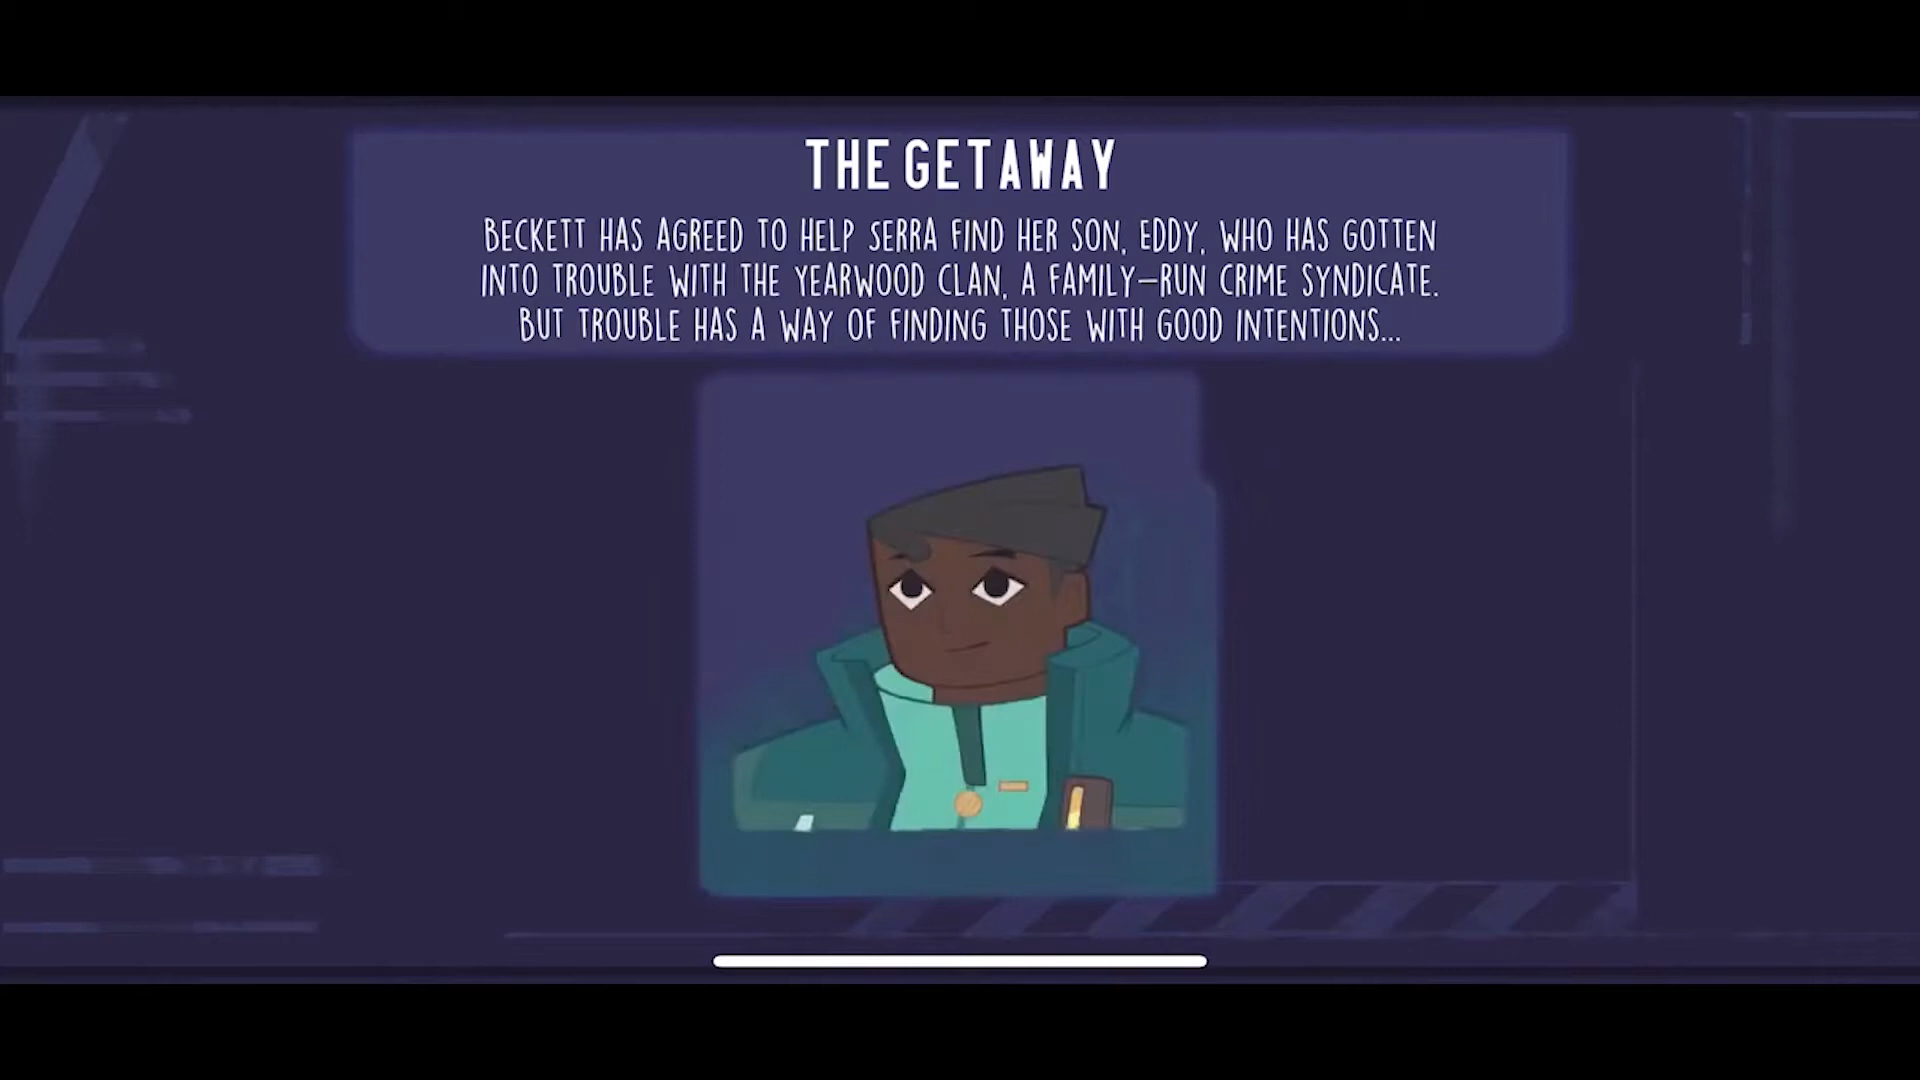 THE GETAWAY
BECKETT HAS AGREED TO HELP SERRA FIND HER SON, EDDY, WHO HAS GOTTEN
INTO TROUBLE WITH THE YEARWOOD CLAN, A FAMILY-RUN CRIME SYNDICATE.
BUT TROUBLE HAS A WAY OF FINDING THOSE WITH GOOD INTENTIONS...